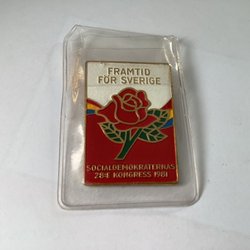 FRAMTID
FÖR SVERIGE
SOCIALDEMOKRATERNAS
28:E KONGRESS 1981